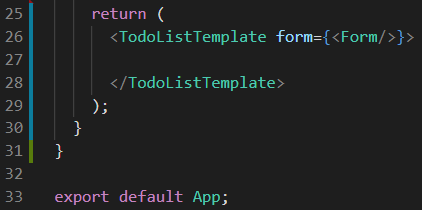 25 return (
26 <TodoListTemplate form={<Form/>}>
27
28 </TodoListTemplate>
29 );
30 }
31 }
32
33 export default App;